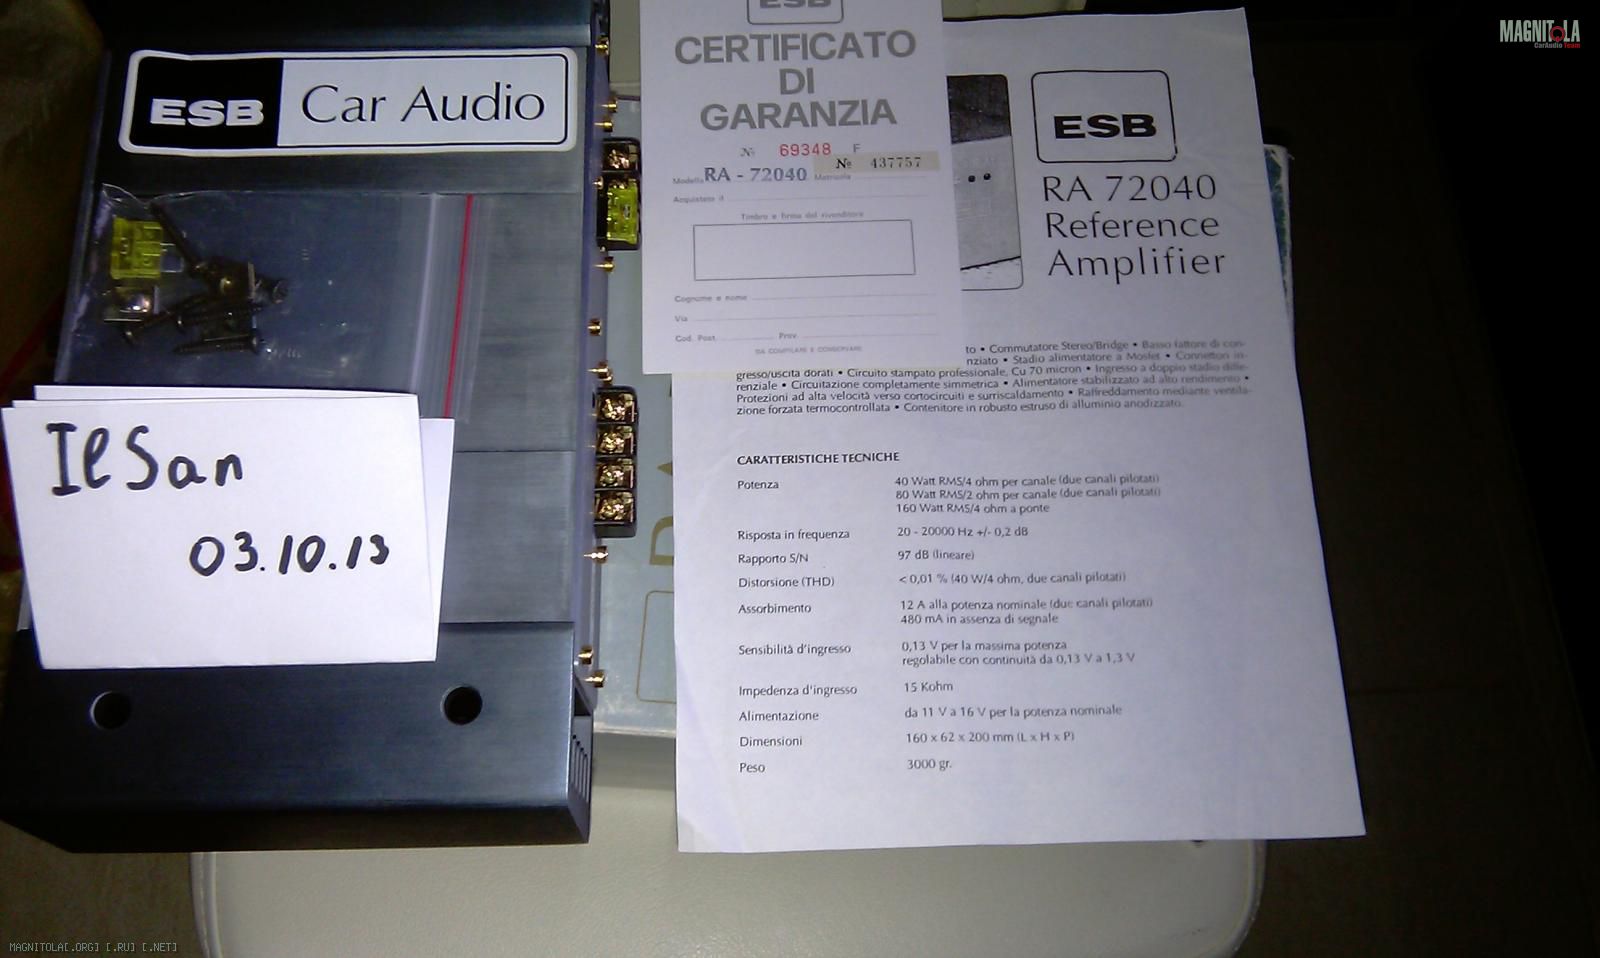 MAGNITOLA
CarAudio Team
ESB Car Audio
ESB
CERTIFICATO
DI
GARANZIA
№ 69348 F
№ 437757
Modello RA - 72040 Matricola
Acquistato il
Timbro e firma del rivenditore
Cognome e nome
Via
Cod. Post. Prov.
DA COMPILARE E CONSERVARE
ESB
RA 72040
Reference
Amplifier
to • Commutatore Stereo/Bridge • Basso fattore di con-
nziato • Stadio alimentatore a Mosfet • Connettori in-
gresso/uscita dorati • Circuito stampato professionale, Cu 70 micron • Ingresso a doppio stadio diffe-
renziale • Circuitazione completamente simmetrica • Alimentatore stabilizzato ad alto rendimento •
Protezioni ad alta velocità verso cortocircuiti e surriscaldamento • Raffreddamento mediante ventila-
zione forzata termocontrollata • Contenitore in robusto estruso di alluminio anodizzato.
CARATTERISTICHE TECNICHE
Potenza 40 Watt RMS/4 ohm per canale (due canali pilotati)
80 Watt RMS/2 ohm per canale (due canali pilotati)
160 Watt RMS/4 ohm a ponte
Risposta in frequenza 20 - 20000 Hz +/- 0,2 dB
Rapporto S/N 97 dB (lineare)
Distorsione (THD) < 0,01 % (40 W/4 ohm, due canali pilotati)
Assorbimento 12 A alla potenza nominale (due canali pilotati)
480 mA in assenza di segnale
Sensibilità d'ingresso 0,13 V per la massima potenza
regolabile con continuità da 0,13 V a 1,3 V
Impedenza d'ingresso 15 Kohm
Alimentazione da 11 V a 16 V per la potenza nominale
Dimensioni 160 x 62 x 200 mm (L x H x P)
Peso 3000 gr.
IlSan
03.10.13
MAGNITOLA[.ORG] [.RU] [.NET]